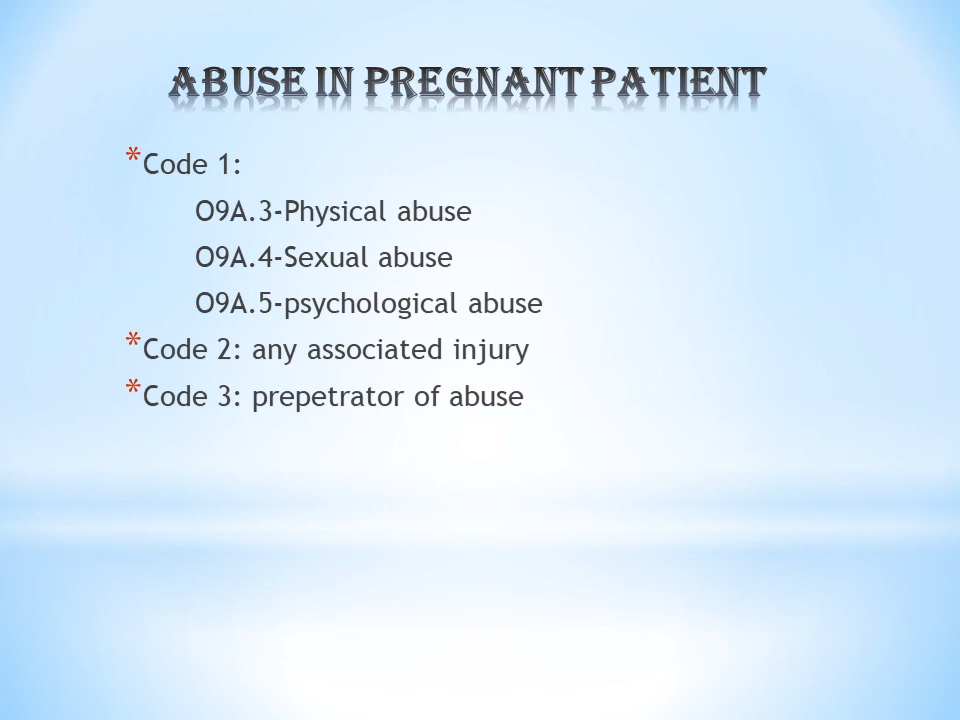 ABUSE IN PREGNANT PATIENT
* Code 1:
O9A.3-Physical abuse
O9A.4-Sexual abuse
O9A.5-psychological abuse
* Code 2: any associated injury
* Code 3: prepetrator of abuse